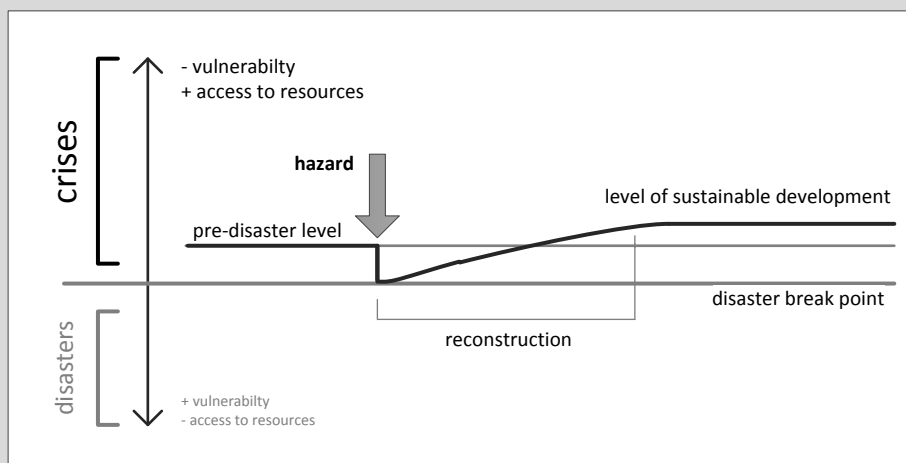 - vulnerabilty
+ access to resources
crises
hazard
level of sustainable development
pre-disaster level
disaster break point
reconstruction
disasters
+ vulnerabilty
- access to resources